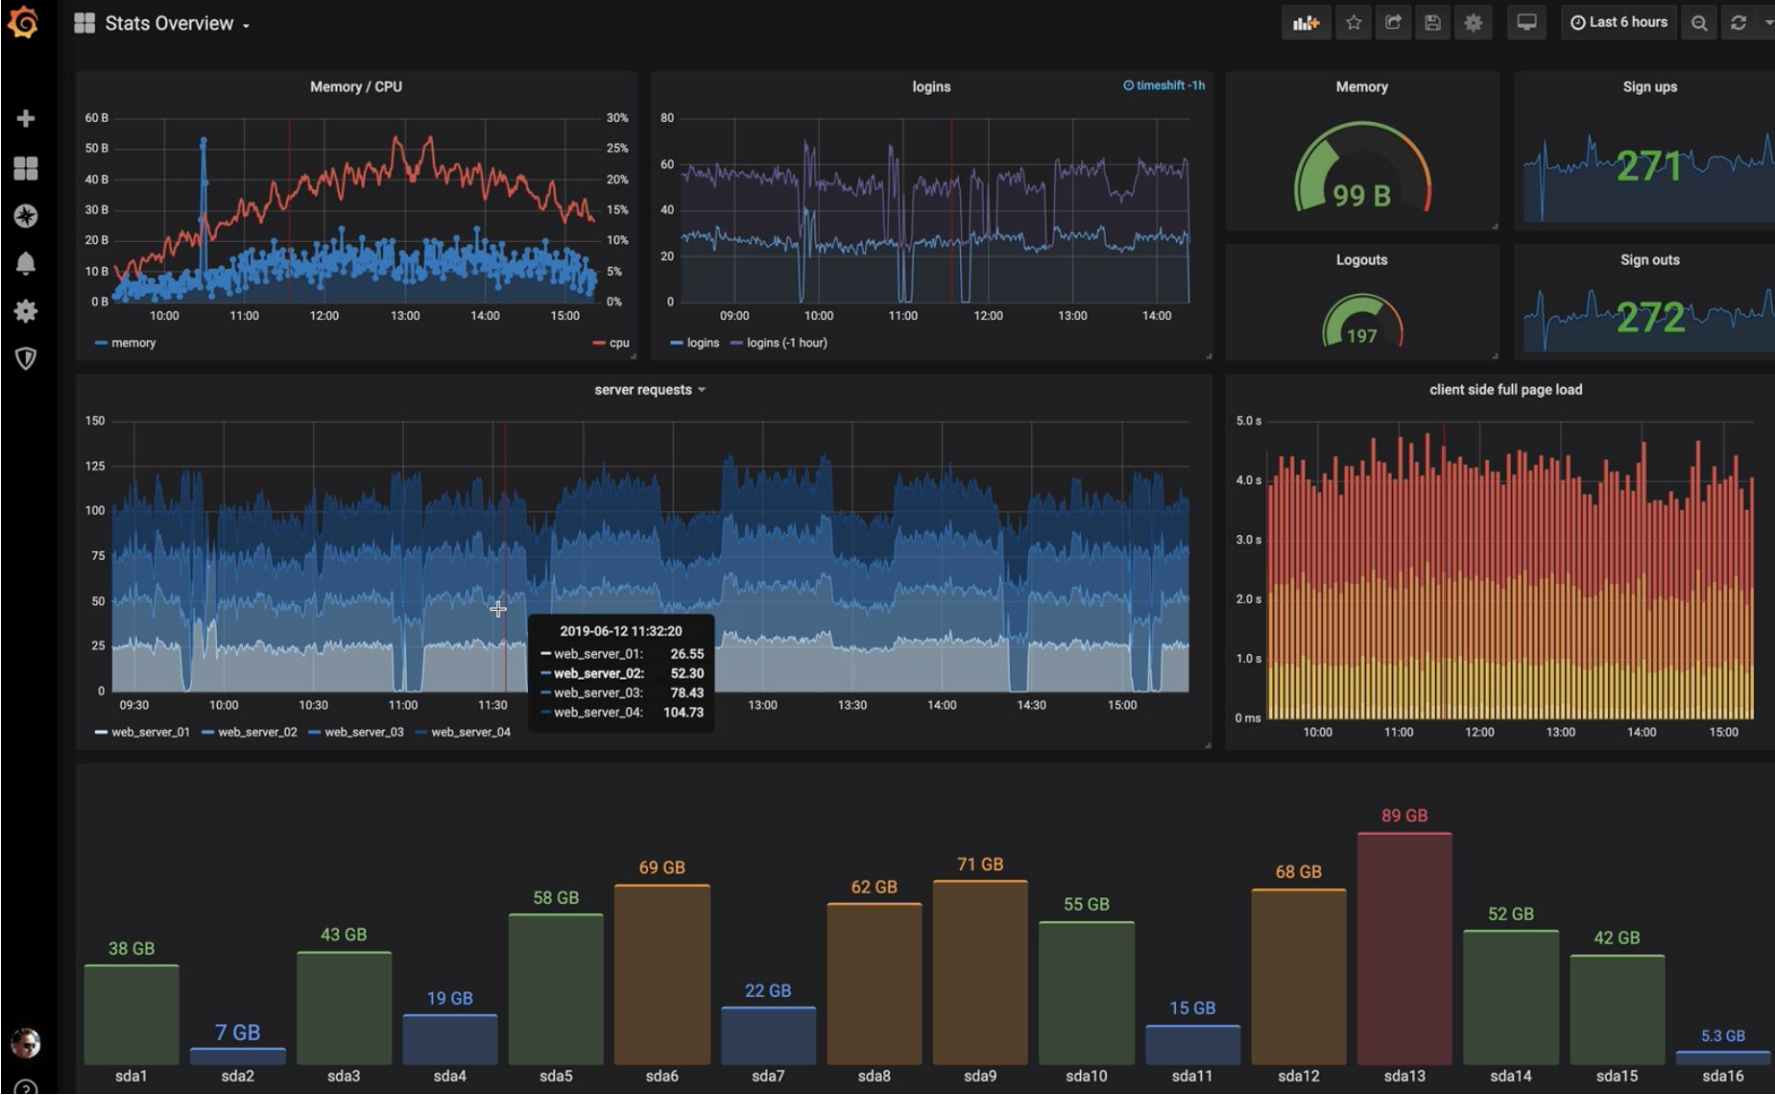 Stats Overview
Last 6 hours
Memory / CPU
60 B
50 B
40 B
30 B
20 B
10 B
0 B
30%
25%
20%
15%
10%
5%
0%
10:00 11:00 12:00 13:00 14:00 15:00
memory cpu
logins
timeshift -1h
80
60
40
20
0
09:00 10:00 11:00 12:00 13:00 14:00
logins logins (-1 hour)
Memory
99 B
Sign ups
271
Logouts
197
Sign outs
272
server requests
150
125
100
75
50
25
0
09:30 10:00 10:30 11:00 11:30 13:00 13:30 14:00 14:30 15:00
2019-06-12 11:32:20
web_server_01: 26.55
web_server_02: 52.30
web_server_03: 78.43
web_server_04: 104.73
web_server_01 web_server_02 web_server_03 web_server_04
client side full page load
5.0 s
4.0 s
3.0 s
2.0 s
1.0 s
0 ms
10:00 11:00 12:00 13:00 14:00 15:00
38 GB 7 GB 43 GB 19 GB 58 GB 69 GB 22 GB 62 GB 71 GB 55 GB 15 GB 68 GB 89 GB 52 GB 42 GB 5.3 GB
sda1 sda2 sda3 sda4 sda5 sda6 sda7 sda8 sda9 sda10 sda11 sda12 sda13 sda14 sda15 sda16